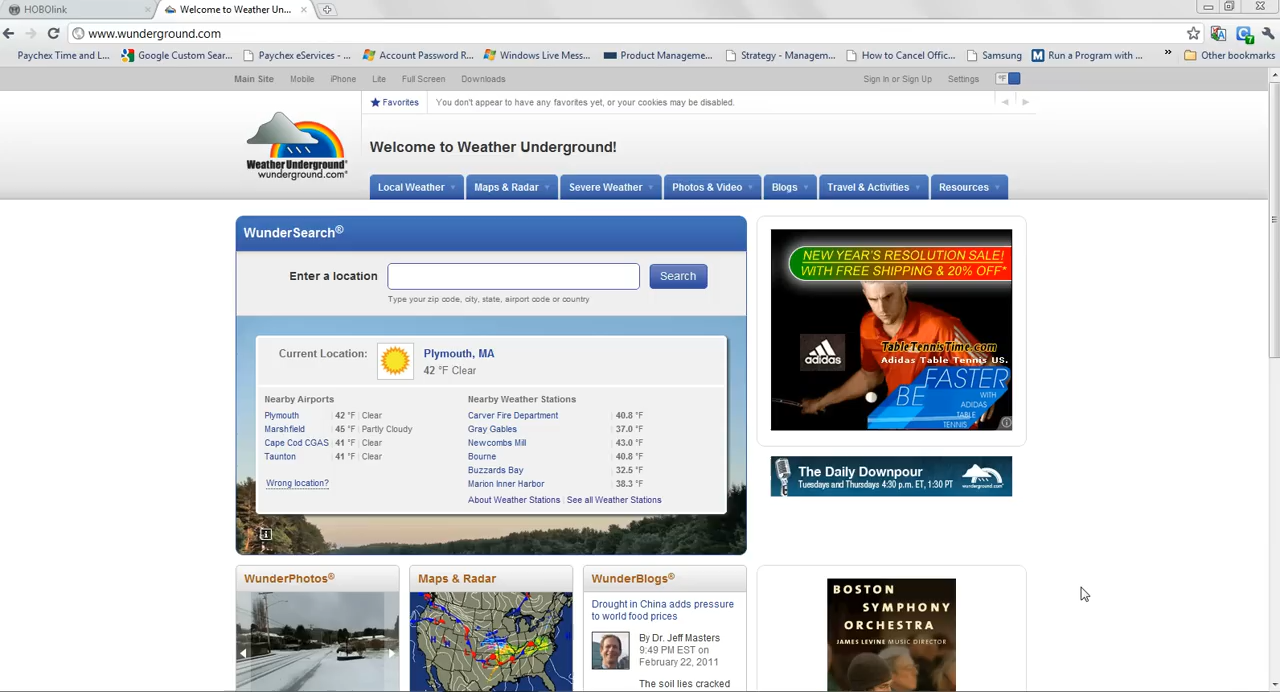 HOBOlink
Welcome to Weather Un...
www.wunderground.com
Paychex Time and L...
Google Custom Sear...
Paychex eServices - ...
Account Password R...
Windows Live Mess...
Product Manageme...
Strategy - Managem...
How to Cancel Offic...
Samsung
Run a Program with ...
»
Other bookmarks
Main Site Mobile iPhone Lite Full Screen Downloads
Sign In or Sign Up Settings °F
Favorites You don't appear to have any favorites yet, or your cookies may be disabled.
Weather Underground®
wunderground.com®
Welcome to Weather Underground!
Local Weather Maps & Radar Severe Weather Photos & Video Blogs Travel & Activities Resources
WunderSearch®
Enter a location Search
Type your zip code, city, state, airport code or country
Current Location: Plymouth, MA
42 °F Clear
Nearby Airports
Plymouth 42 °F Clear
Marshfield 45 °F Partly Cloudy
Cape Cod CGAS 41 °F Clear
Taunton 41 °F Clear
Wrong location?
Nearby Weather Stations
Carver Fire Department 40.8 °F
Gray Gables 37.0 °F
Newcombs Mill 43.0 °F
Bourne 40.8 °F
Buzzards Bay 32.5 °F
Marion Inner Harbor 38.3 °F
About Weather Stations See all Weather Stations
NEW YEAR'S RESOLUTION SALE!
WITH FREE SHIPPING & 20% OFF*
adidas
TableTennisTime.com
Adidas Table Tennis US.
BE FASTER
WITH
ADIDAS
TABLE
TENNIS
The Daily Downpour
Tuesdays and Thursdays 4:30 p.m. ET, 1:30 PT
WunderPhotos®
Maps & Radar
WunderBlogs®
Drought in China adds pressure
to world food prices
By Dr. Jeff Masters
9:49 PM EST on
February 22, 2011
The soil lies cracked
BOSTON
SYMPHONY
ORCHESTRA
JAMES LEVINE MUSIC DIRECTOR